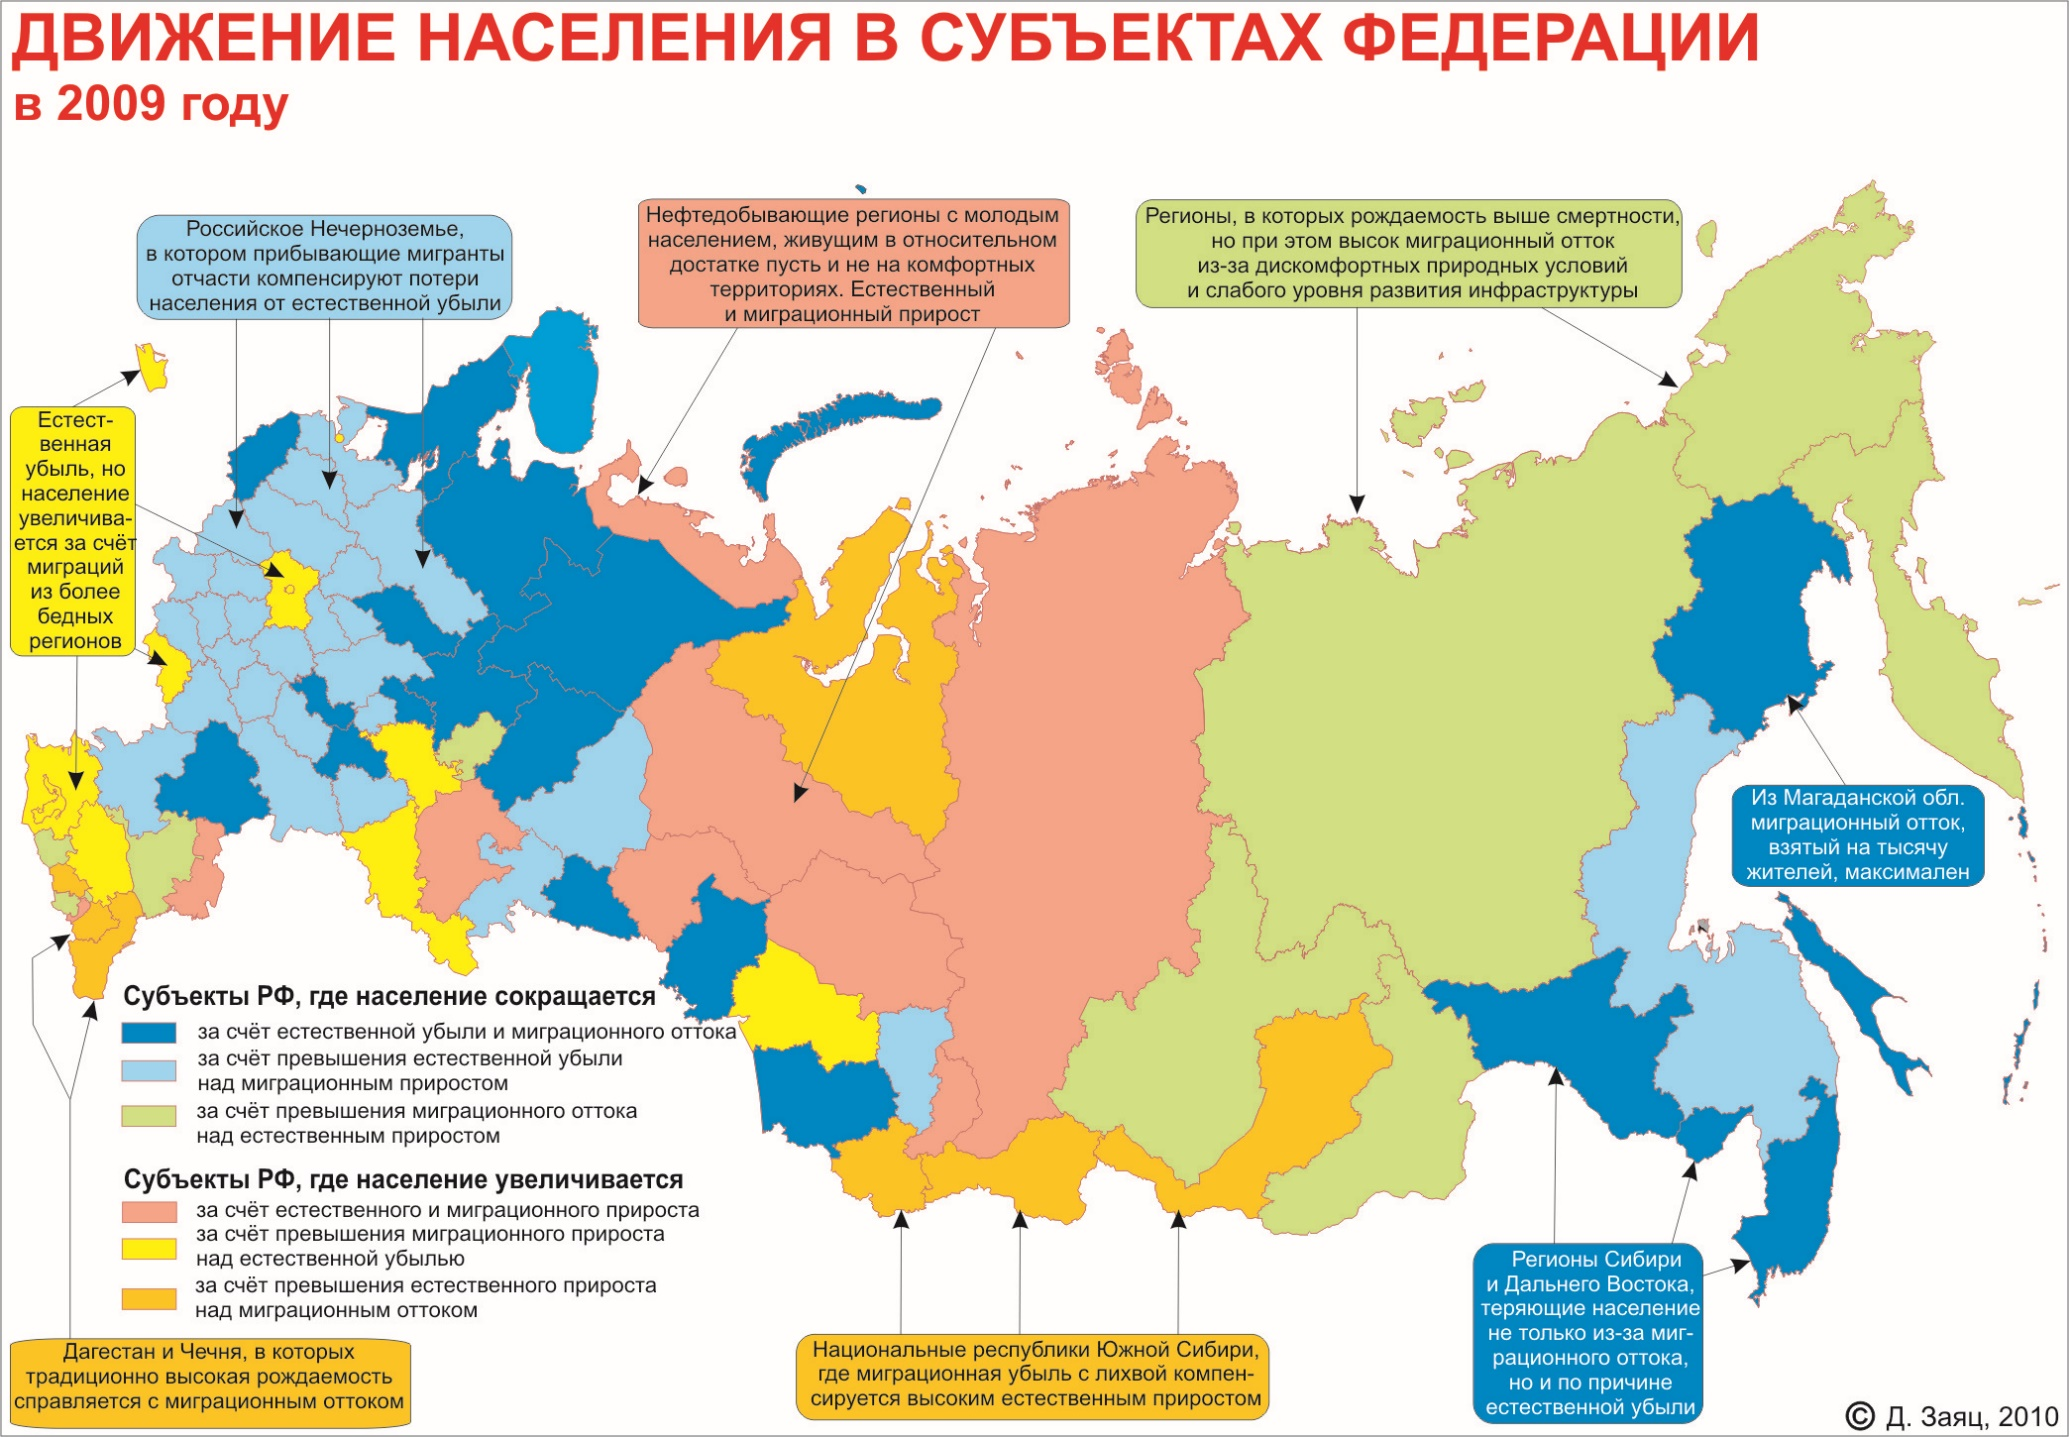 ДВИЖЕНИЕ НАСЕЛЕНИЯ В СУБЪЕКТАХ ФЕДЕРАЦИИ
в 2009 году
Российское Нечерноземье,
в котором прибывающие мигранты
отчасти компенсируют потери
населения от естественной убыли
Нефтедобывающие регионы с молодым
населением, живущим в относительном
достатке пусть и не на комфортных
территориях. Естественный
и миграционный прирост
Регионы, в которых рождаемость выше смертности,
но при этом высок миграционный отток
из-за дискомфортных природных условий
и слабого уровня развития инфраструктуры
Естест-
венная
убыль, но
население
увеличива-
ется за счёт
миграций
из более
бедных
регионов
Из Магаданской обл.
миграционный отток,
взятый на тысячу
жителей, максимален
Субъекты РФ, где население сокращается
за счёт естественной убыли и миграционного оттока
за счёт превышения естественной убыли
над миграционным приростом
за счёт превышения миграционного оттока
над естественным приростом
Субъекты РФ, где население увеличивается
за счёт естественного и миграционного прироста
за счёт превышения миграционного прироста
над естественной убылью
за счёт превышения естественного прироста
над миграционным оттоком
Дагестан и Чечня, в которых
традиционно высокая рождаемость
справляется с миграционным оттоком
Национальные республики Южной Сибири,
где миграционная убыль с лихвой компен-
сируется высоким естественным приростом
Регионы Сибири
и Дальнего Востока,
теряющие население
не только из-за миг-
рационного оттока,
но и по причине
естественной убыли
© Д. Заяц, 2010